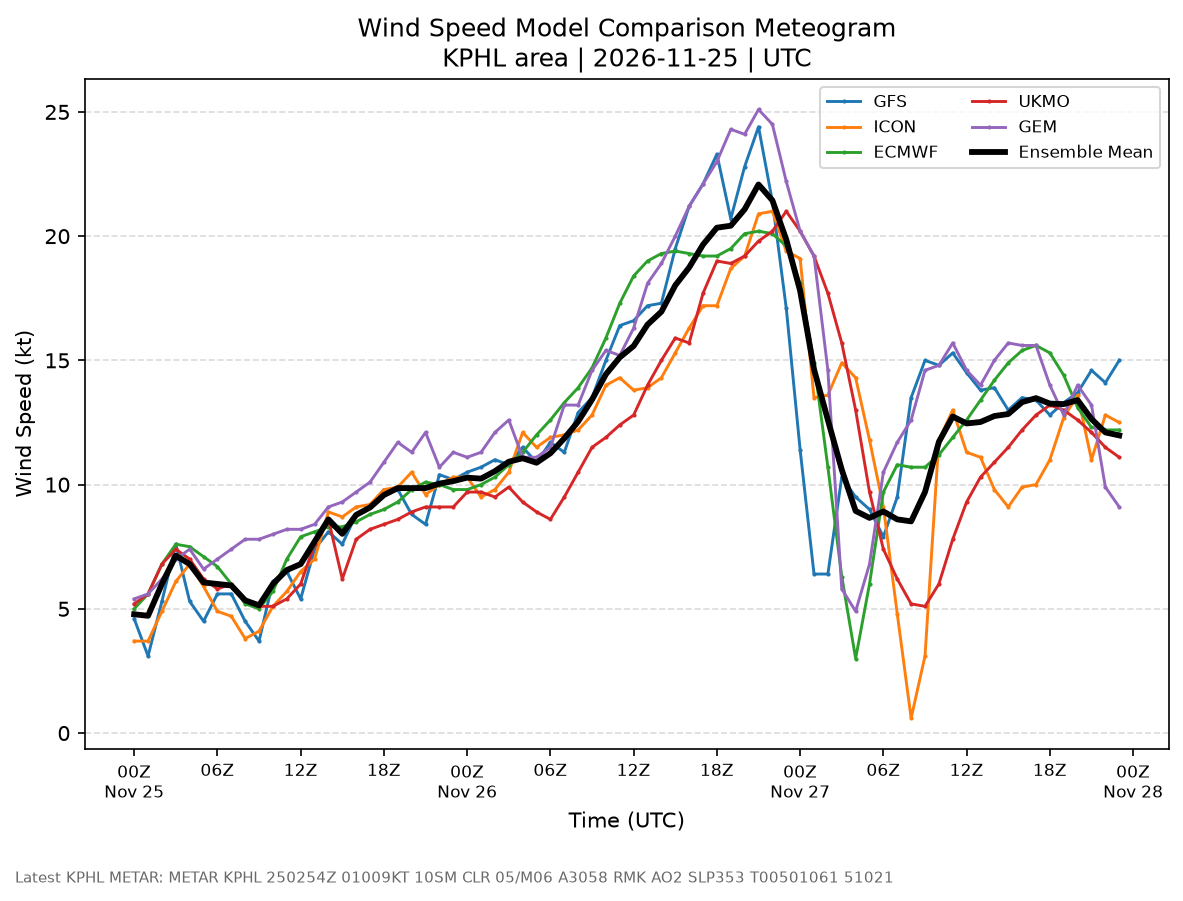 Wind Speed Model Comparison Meteogram
KPHL area | 2026-11-25 | UTC
GFS
ICON
ECMWF
UKMO
GEM
Ensemble Mean
Wind Speed (kt)
25
20
15
10
5
0
00Z 06Z 12Z 18Z 00Z 06Z 12Z 18Z 00Z 06Z 12Z 18Z 00Z
Nov 25 Nov 26 Nov 27 Nov 28
Time (UTC)
Latest KPHL METAR: METAR KPHL 250254Z 01009KT 10SM CLR 05/M06 A3058 RMK AO2 SLP353 T00501061 51021